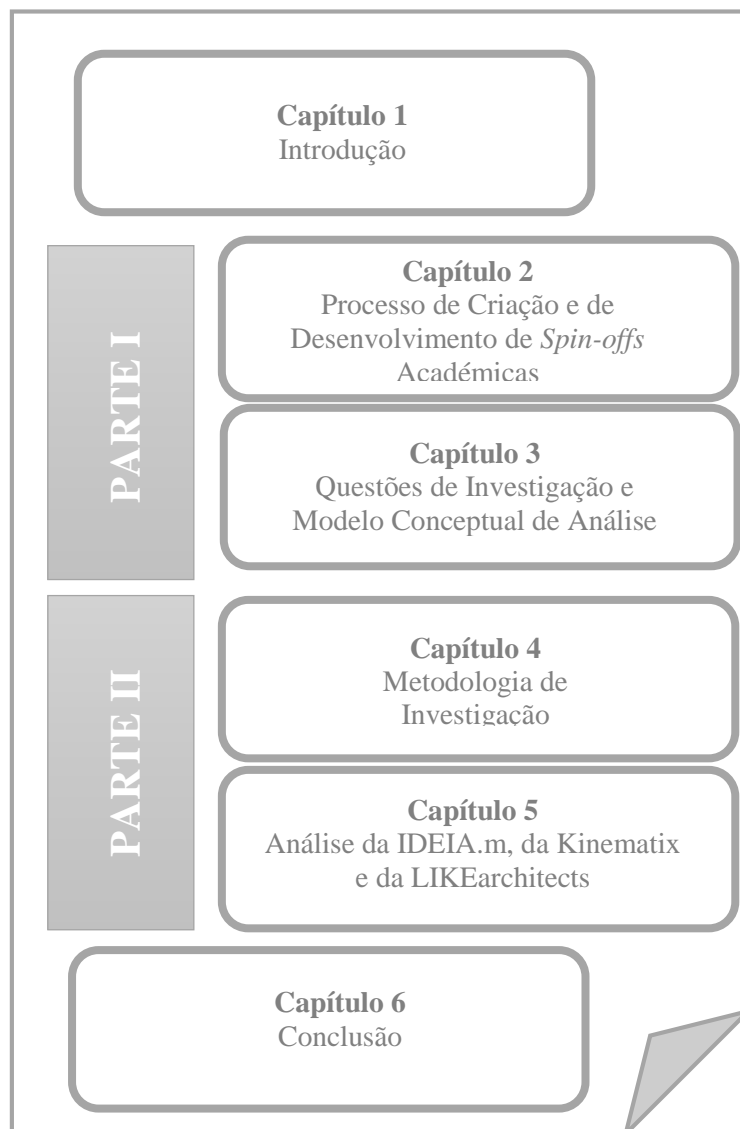 Capítulo 1
Introdução
PARTE I
Capítulo 2
Processo de Criação e de
Desenvolvimento de Spin-offs
Académicas
Capítulo 3
Questões de Investigação e
Modelo Conceptual de Análise
PARTE II
Capítulo 4
Metodologia de
Investigação
Capítulo 5
Análise da IDEIA.m, da Kinematix
e da LIKEarchitects
Capítulo 6
Conclusão